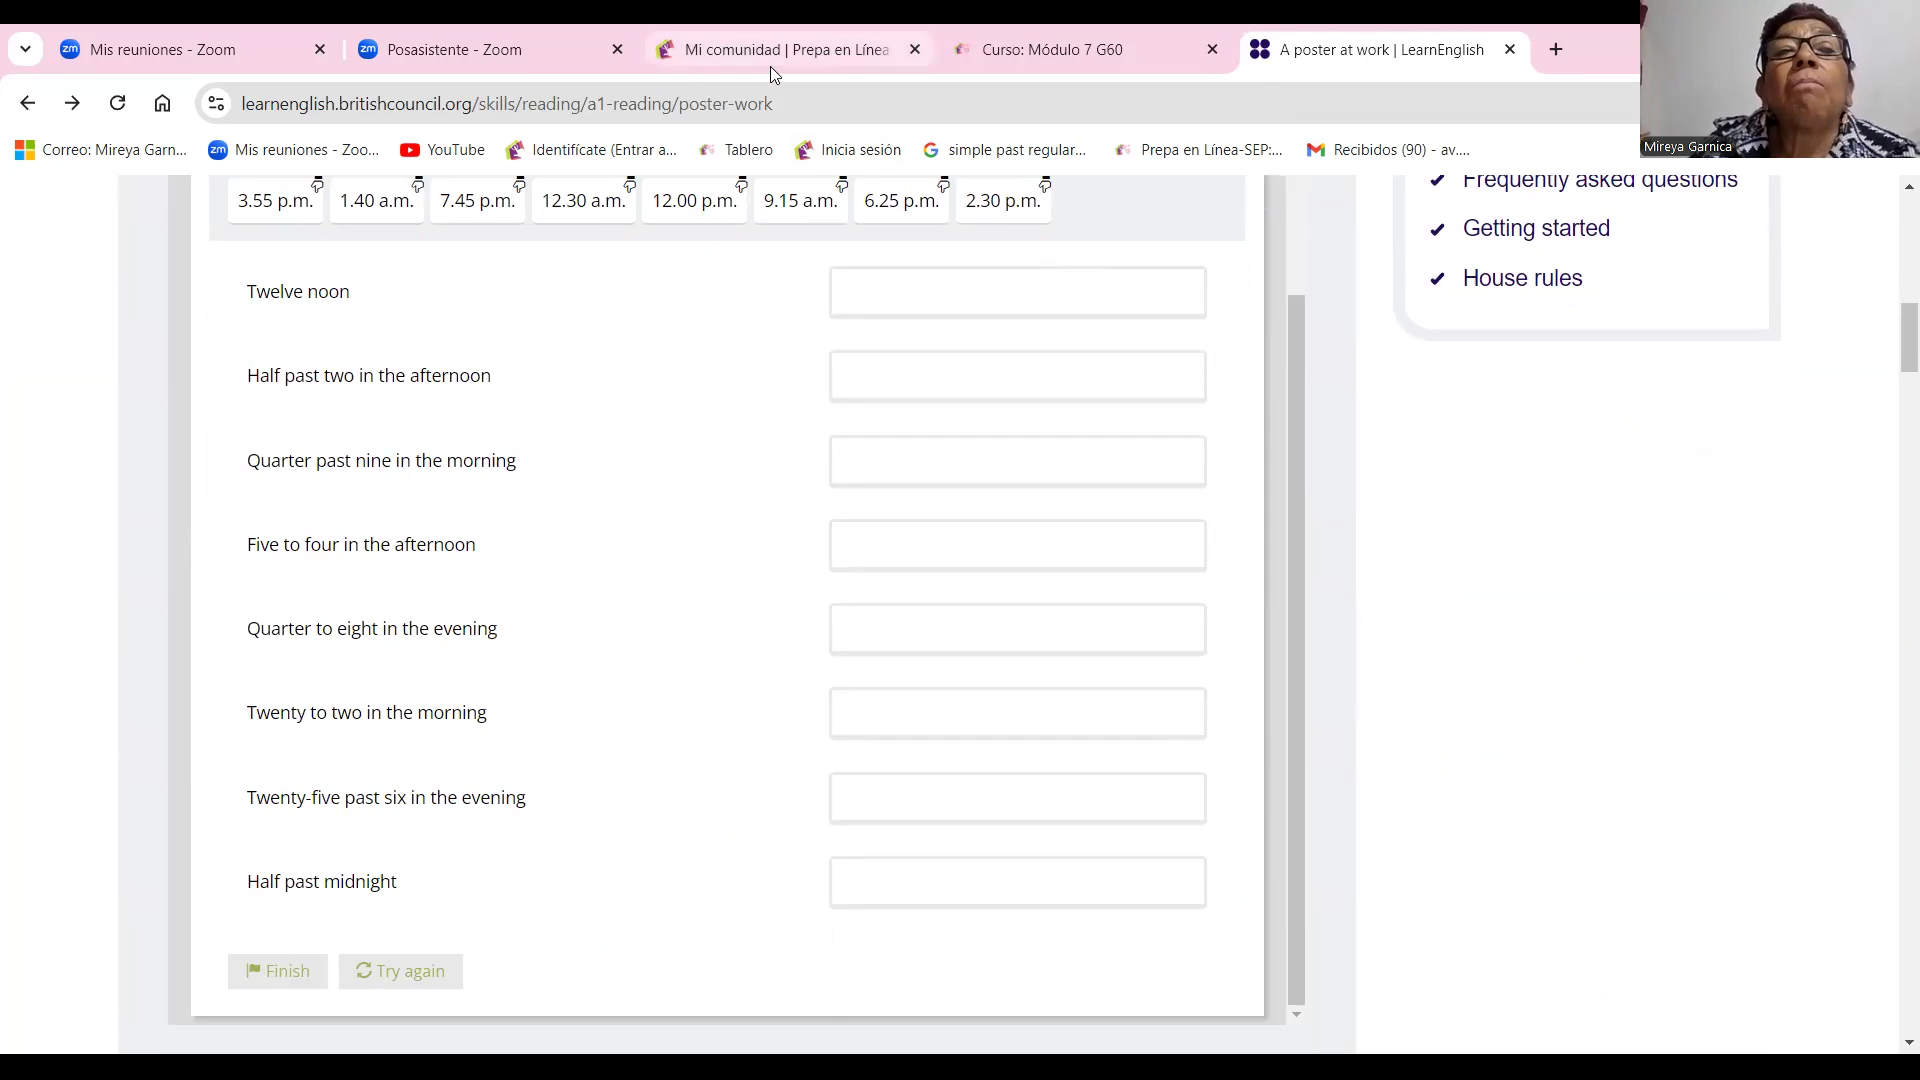 Mis reuniones - Zoom
Posasistente - Zoom
Mi comunidad | Prepa en Línea
Curso: Módulo 7 G60
A poster at work | LearnEnglish
learnenglish.britishcouncil.org/skills/reading/a1-reading/poster-work
Correo: Mireya Garn...
zm Mis reuniones - Zoo...
YouTube
Identifícate (Entrar a...
Tablero
Inicia sesión
simple past regular...
Prepa en Línea-SEP:...
Recibidos (90) - av....
Mireya Garnica
3.55 p.m. 1.40 a.m. 7.45 p.m. 12.30 a.m. 12.00 p.m. 9.15 a.m. 6.25 p.m. 2.30 p.m.
Twelve noon
Half past two in the afternoon
Quarter past nine in the morning
Five to four in the afternoon
Quarter to eight in the evening
Twenty to two in the morning
Twenty-five past six in the evening
Half past midnight
Finish
Try again
Frequently asked questions
Getting started
House rules